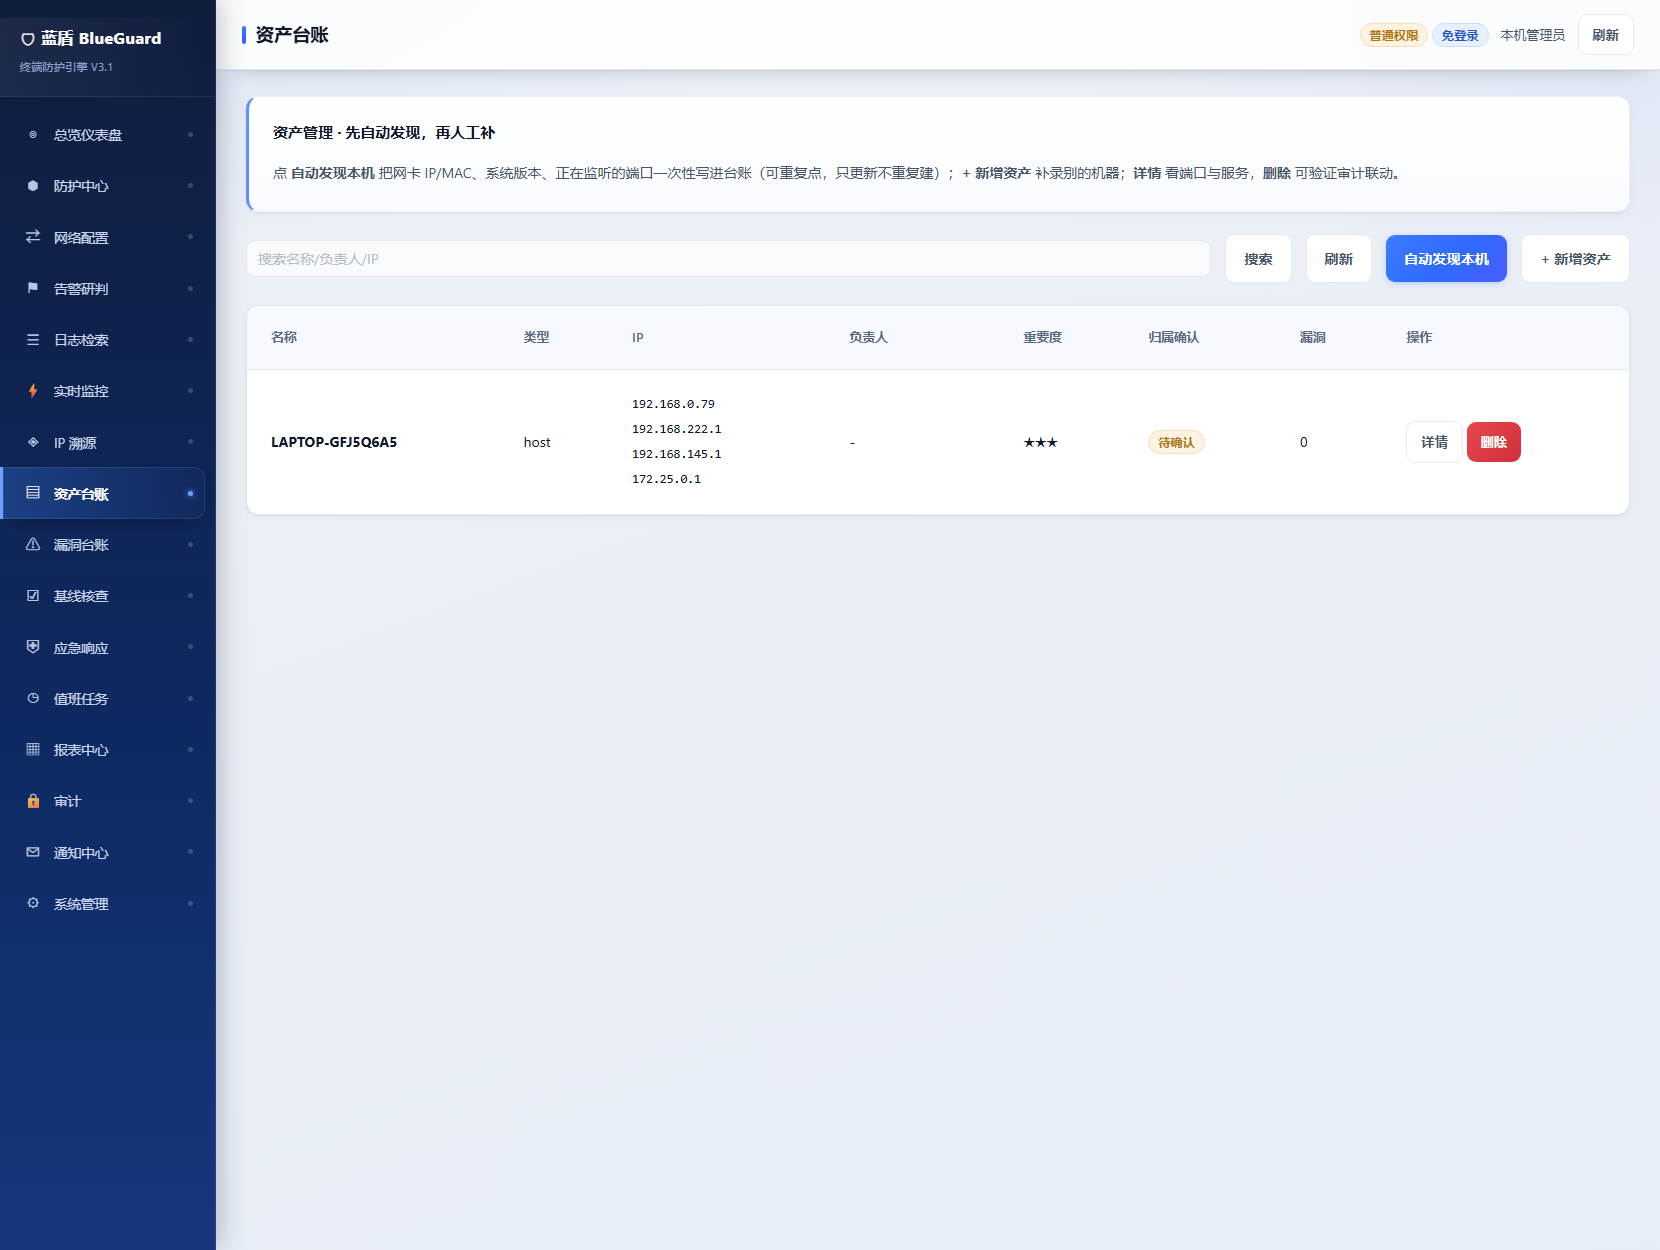 蓝盾 BlueGuard
终端防护引擎 V3.1
总览仪表盘
防护中心
网络配置
告警研判
日志检索
实时监控
IP 溯源
资产台账
漏洞台账
基线核查
应急响应
值班任务
报表中心
审计
通知中心
系统管理
资产台账
普通权限 免登录 本机管理员 刷新
资产管理 · 先自动发现，再人工补
点 自动发现本机 把网卡 IP/MAC、系统版本、正在监听的端口一次性写进台账（可重复点，只更新不重复建）；+ 新增资产 补录别的机器；详情 看端口与服务，删除 可验证审计联动。
搜索名称/负责人/IP 搜索 刷新 自动发现本机 + 新增资产
名称 类型 IP 负责人 重要度 归属确认 漏洞 操作
192.168.0.79
192.168.222.1
192.168.145.1
172.25.0.1
LAPTOP-GFJ5Q6A5 host - ★★★ 待确认 0 详情 删除